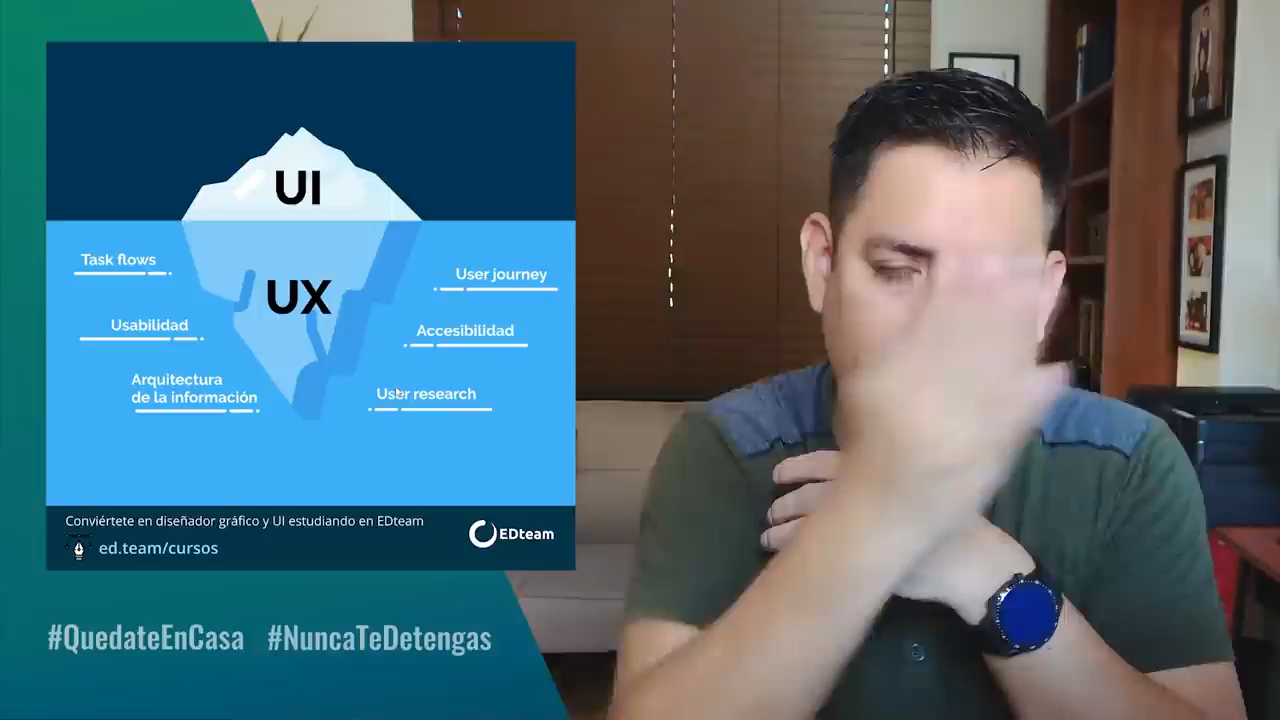 UI
UX
Task flows
Usabilidad
Arquitectura
de la información
User journey
Accesibilidad
User research
Conviértete en diseñador gráfico y UI estudiando en EDteam
ed.team/cursos
EDteam
#QuedateEnCasa #NuncaTeDetengas